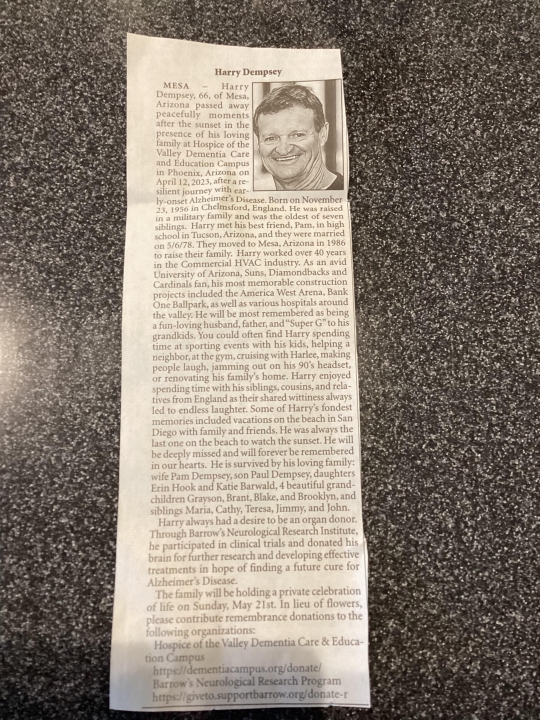 Harry Dempsey
MESA – Harry
Dempsey, 66, of Mesa,
Arizona passed away
peacefully moments
after the sunset in the
presence of his loving
family at Hospice of the
Valley Dementia Care
and Education Campus
in Phoenix, Arizona on
April 12, 2023, after a re-
silient journey with ear-
ly-onset Alzheimer's Disease. Born on November
23, 1956 in Chelmsford, England. He was raised
in a military family and was the oldest of seven
siblings. Harry met his best friend, Pam, in high
school in Tucson, Arizona, and they were married
on 5/6/78. They moved to Mesa, Arizona in 1986
to raise their family. Harry worked over 40 years
in the Commercial HVAC industry. As an avid
University of Arizona, Suns, Diamondbacks and
Cardinals fan, his most memorable construction
projects included the America West Arena, Bank
One Ballpark, as well as various hospitals around
the valley. He will be most remembered as being
a fun-loving husband, father, and "Super G" to his
grandkids. You could often find Harry spending
time at sporting events with his kids, helping a
neighbor, at the gym, cruising with Harlee, making
people laugh, jamming out on his 90's headset,
or renovating his family's home. Harry enjoyed
spending time with his siblings, cousins, and rela-
tives from England as their shared wittiness always
led to endless laughter. Some of Harry's fondest
memories included vacations on the beach in San
Diego with family and friends. He was always the
last one on the beach to watch the sunset. He will
be deeply missed and will forever be remembered
in our hearts. He is survived by his loving family:
wife Pam Dempsey, son Paul Dempsey, daughters
Erin Hook and Katie Barwald, 4 beautiful grand-
children Grayson, Brant, Blake, and Brooklyn, and
siblings Maria, Cathy, Teresa, Jimmy, and John.
Harry always had a desire to be an organ donor.
Through Barrow's Neurological Research Institute,
he participated in clinical trials and donated his
brain for further research and developing effective
treatments in hope of finding a future cure for
Alzheimer's Disease.
The family will be holding a private celebration
of life on Sunday, May 21st. In lieu of flowers,
please contribute remembrance donations to the
following organizations:
Hospice of the Valley Dementia Care & Educa-
tion Campus
https://dementiacampus.org/donate/
Barrow's Neurological Research Program
https://giveto.supportbarrow.org/donate-r